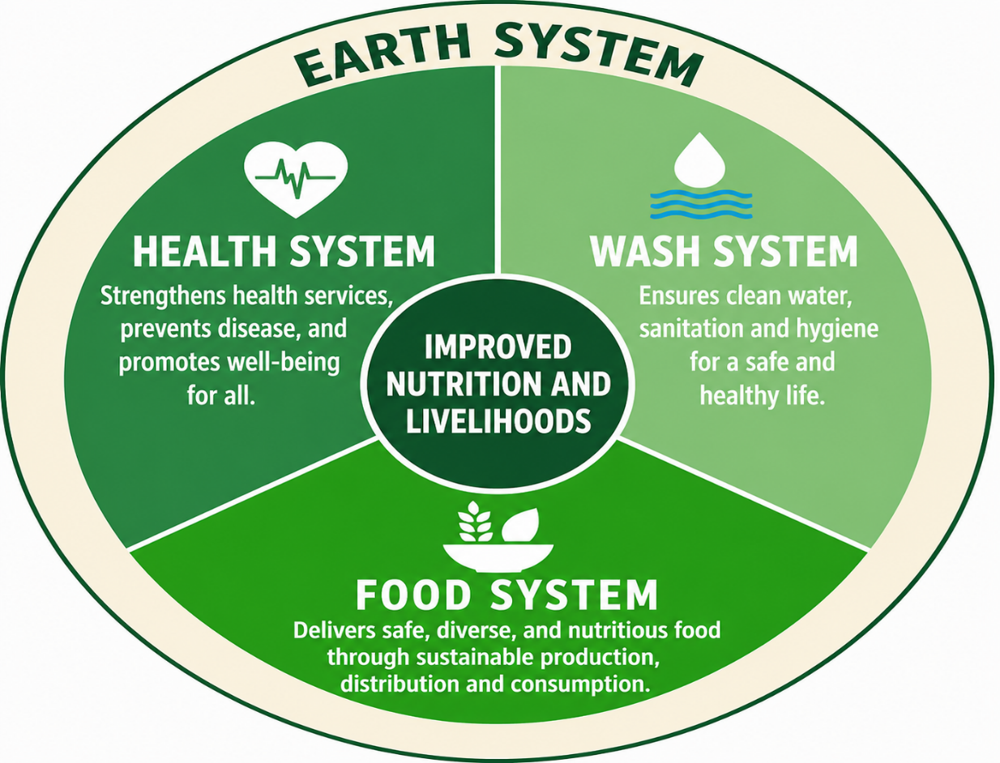 EARTH SYSTEM
HEALTH SYSTEM
Strengthens health services,
prevents disease, and
promotes well-being
for all.
WASH SYSTEM
Ensures clean water,
sanitation and hygiene
for a safe and
healthy life.
IMPROVED
NUTRITION AND
LIVELIHOODS
FOOD SYSTEM
Delivers safe, diverse, and nutritious food
through sustainable production,
distribution and consumption.